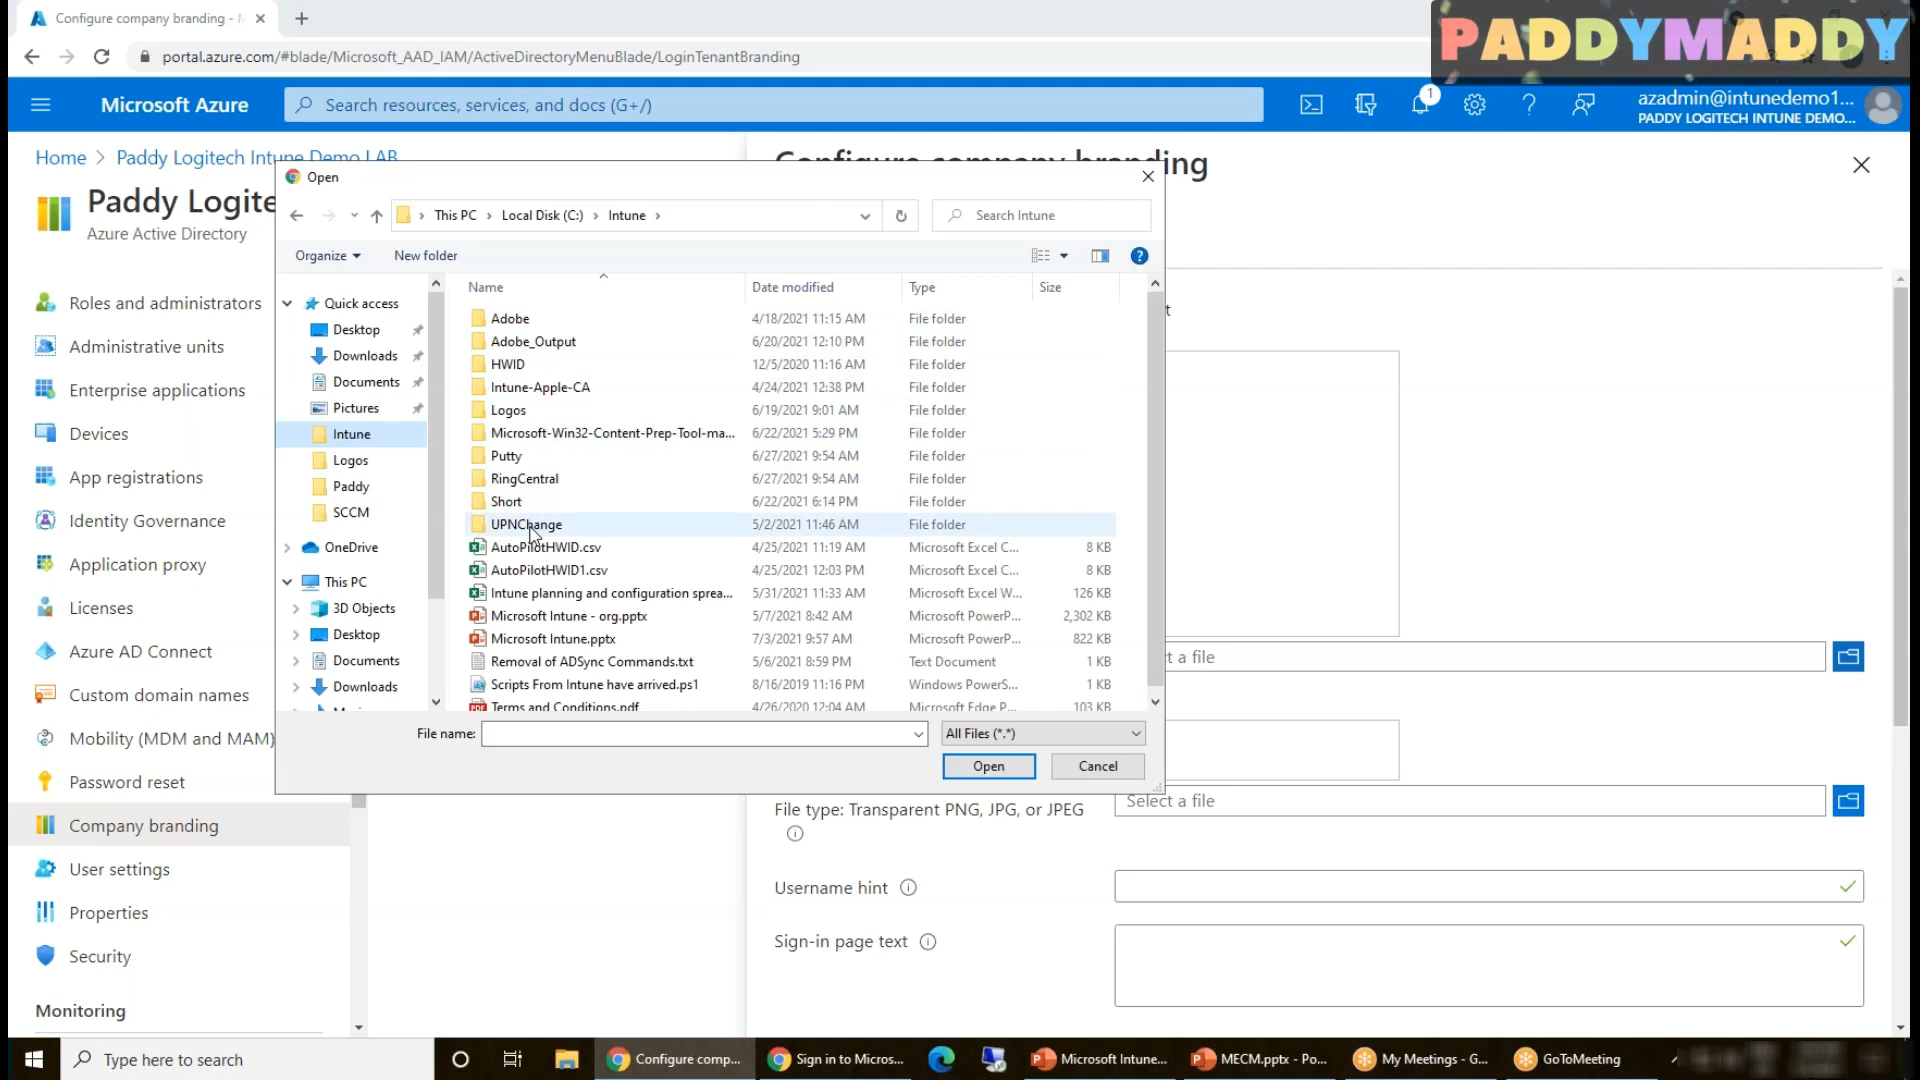 Configure company branding -
PADDYMADDY
portal.azure.com/#blade/Microsoft_AAD_IAM/ActiveDirectoryMenuBlade/LoginTenantBranding
Microsoft Azure
Search resources, services, and docs (G+/)
1
azadmin@intunedemo1...
PADDY LOGITECH INTUNE DEMO...
Home > Paddy Logitech Intune Demo LAB
Configure company branding
Paddy Logite
Azure Active Directory
Roles and administrators
Administrative units
Enterprise applications
Devices
App registrations
Identity Governance
Application proxy
Licenses
Azure AD Connect
Custom domain names
Mobility (MDM and MAM)
Password reset
Company branding
User settings
Properties
Security
Monitoring
Open
This PC > Local Disk (C:) > Intune >
Search Intune
Organize
New folder
Quick access
Desktop
Downloads
Documents
Pictures
Intune
Logos
Paddy
SCCM
OneDrive
This PC
3D Objects
Desktop
Documents
Downloads
Name Date modified Type Size
Adobe 4/18/2021 11:15 AM File folder
Adobe_Output 6/20/2021 12:10 PM File folder
HWID 12/5/2020 11:16 AM File folder
Intune-Apple-CA 4/24/2021 12:38 PM File folder
Logos 6/19/2021 9:01 AM File folder
Microsoft-Win32-Content-Prep-Tool-ma... 6/22/2021 5:29 PM File folder
Putty 6/27/2021 9:54 AM File folder
RingCentral 6/27/2021 9:54 AM File folder
Short 6/22/2021 6:14 PM File folder
UPNChange 5/2/2021 11:46 AM File folder
AutoPilotHWID.csv 4/25/2021 11:19 AM Microsoft Excel C... 8 KB
AutoPilotHWID1.csv 4/25/2021 12:03 PM Microsoft Excel C... 8 KB
Intune planning and configuration sprea... 5/31/2021 11:33 AM Microsoft Excel W... 126 KB
Microsoft Intune - org.pptx 5/7/2021 8:42 AM Microsoft PowerP... 2,302 KB
Microsoft Intune.pptx 7/3/2021 9:57 AM Microsoft PowerP... 822 KB
Removal of ADSync Commands.txt 5/6/2021 8:59 PM Text Document 1 KB
Scripts From Intune have arrived.ps1 8/16/2019 11:16 PM Windows PowerS... 1 KB
Terms and Conditions.pdf 4/26/2020 12:04 AM Microsoft Edge P... 103 KB
File name:
All Files (*.*)
Open
Cancel
t
t a file
File type: Transparent PNG, JPG, or JPEG
Select a file
Username hint
Sign-in page text
Type here to search
Configure comp...
Sign in to Micros...
Microsoft Intune...
MECM.pptx - Po...
My Meetings - G...
GoToMeeting